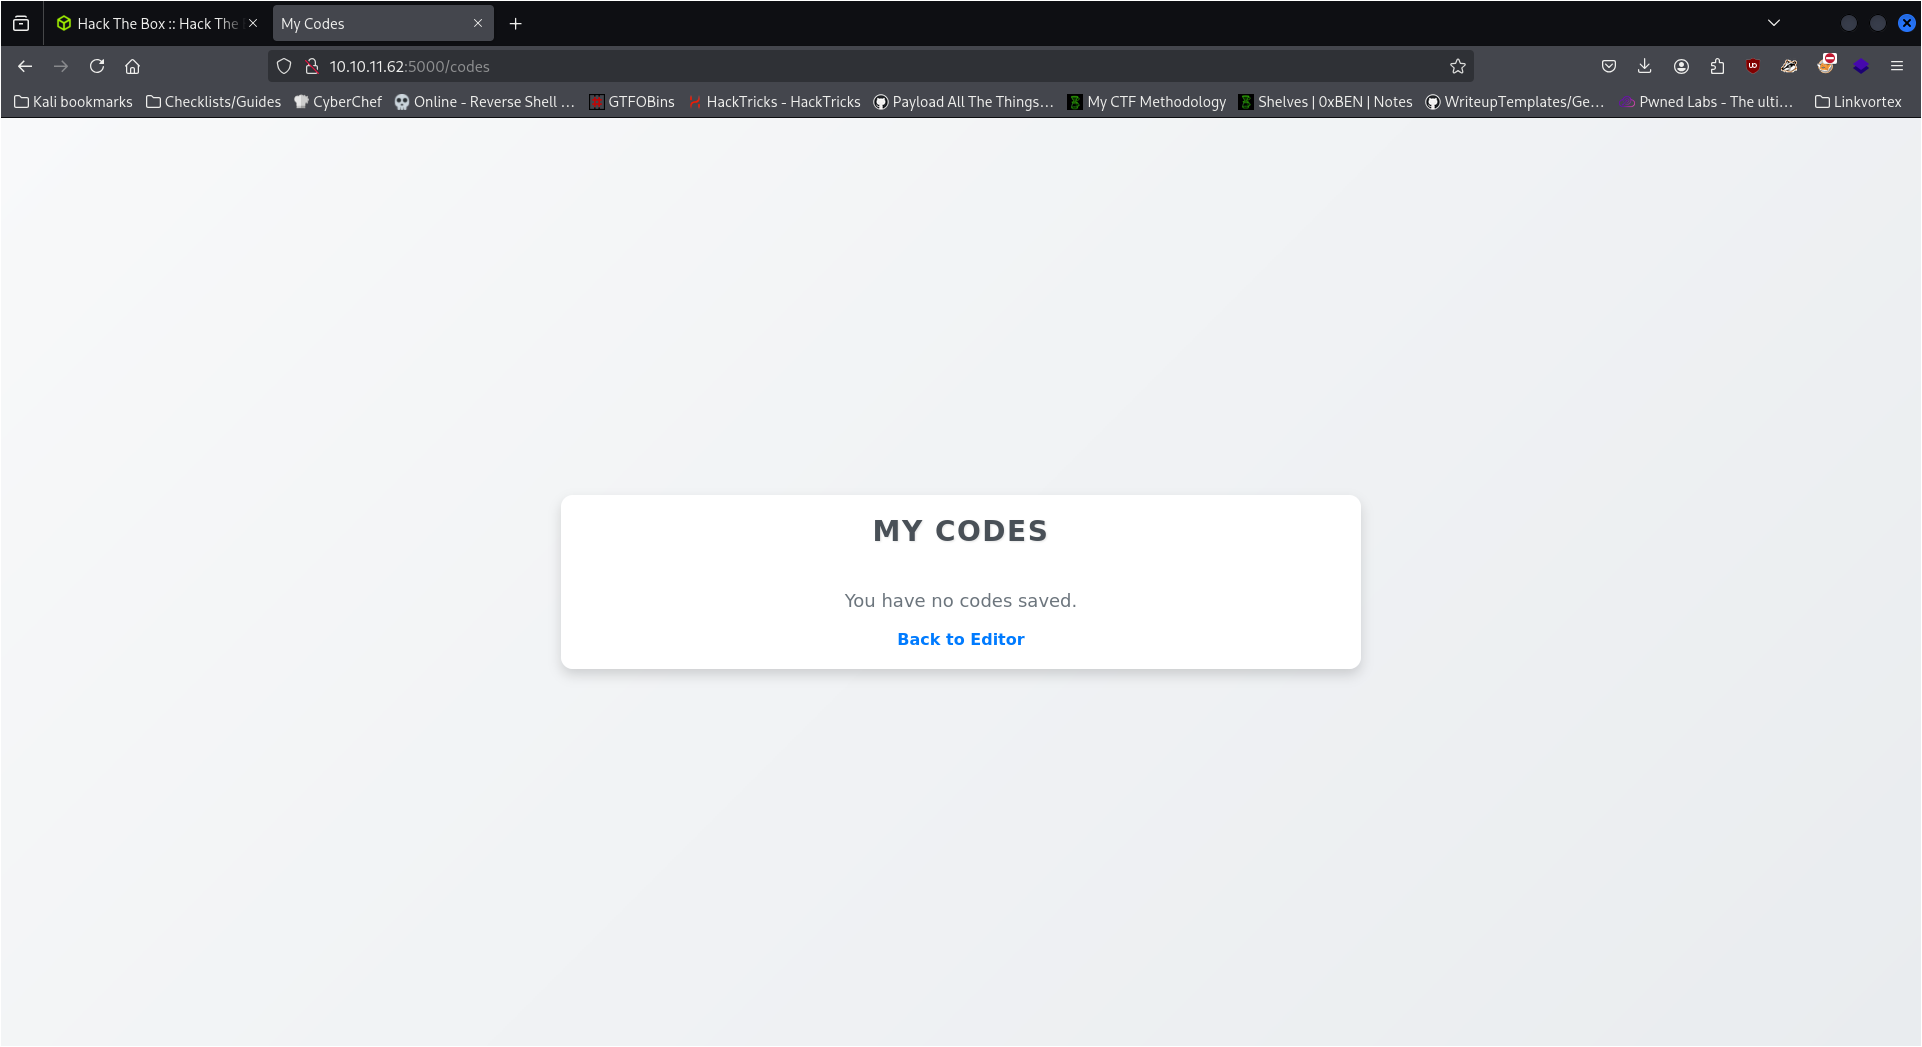 Hack The Box :: Hack The
My Codes
10.10.11.62:5000/codes
Kali bookmarks Checklists/Guides CyberChef Online - Reverse Shell … GTFOBins HackTricks - HackTricks Payload All The Things… My CTF Methodology Shelves | 0xBEN | Notes WriteupTemplates/Ge… Pwned Labs - The ulti… Linkvortex
MY CODES
You have no codes saved.
Back to Editor